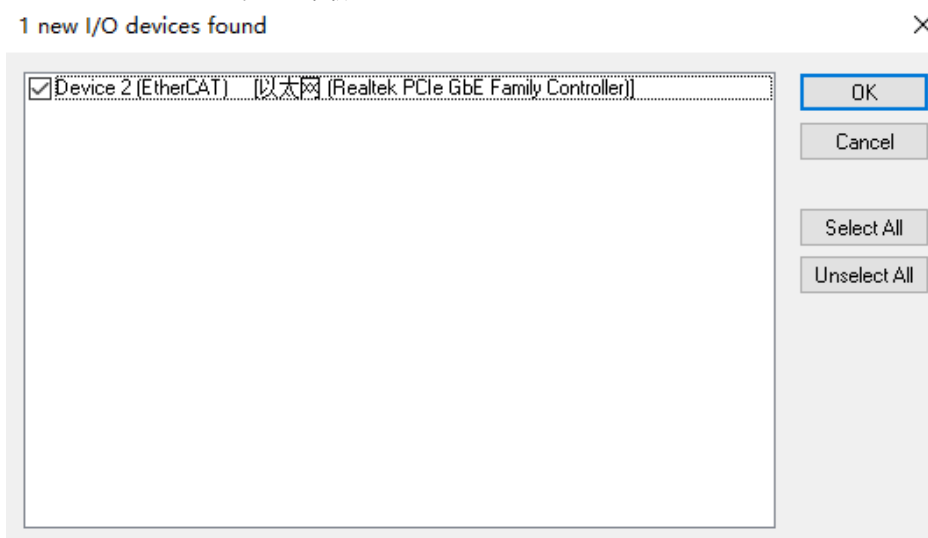 1 new I/O devices found
Device 2 (EtherCAT) [以太网 (Realtek PCIe GbE Family Controller)]
OK
Cancel
Select All
Unselect All